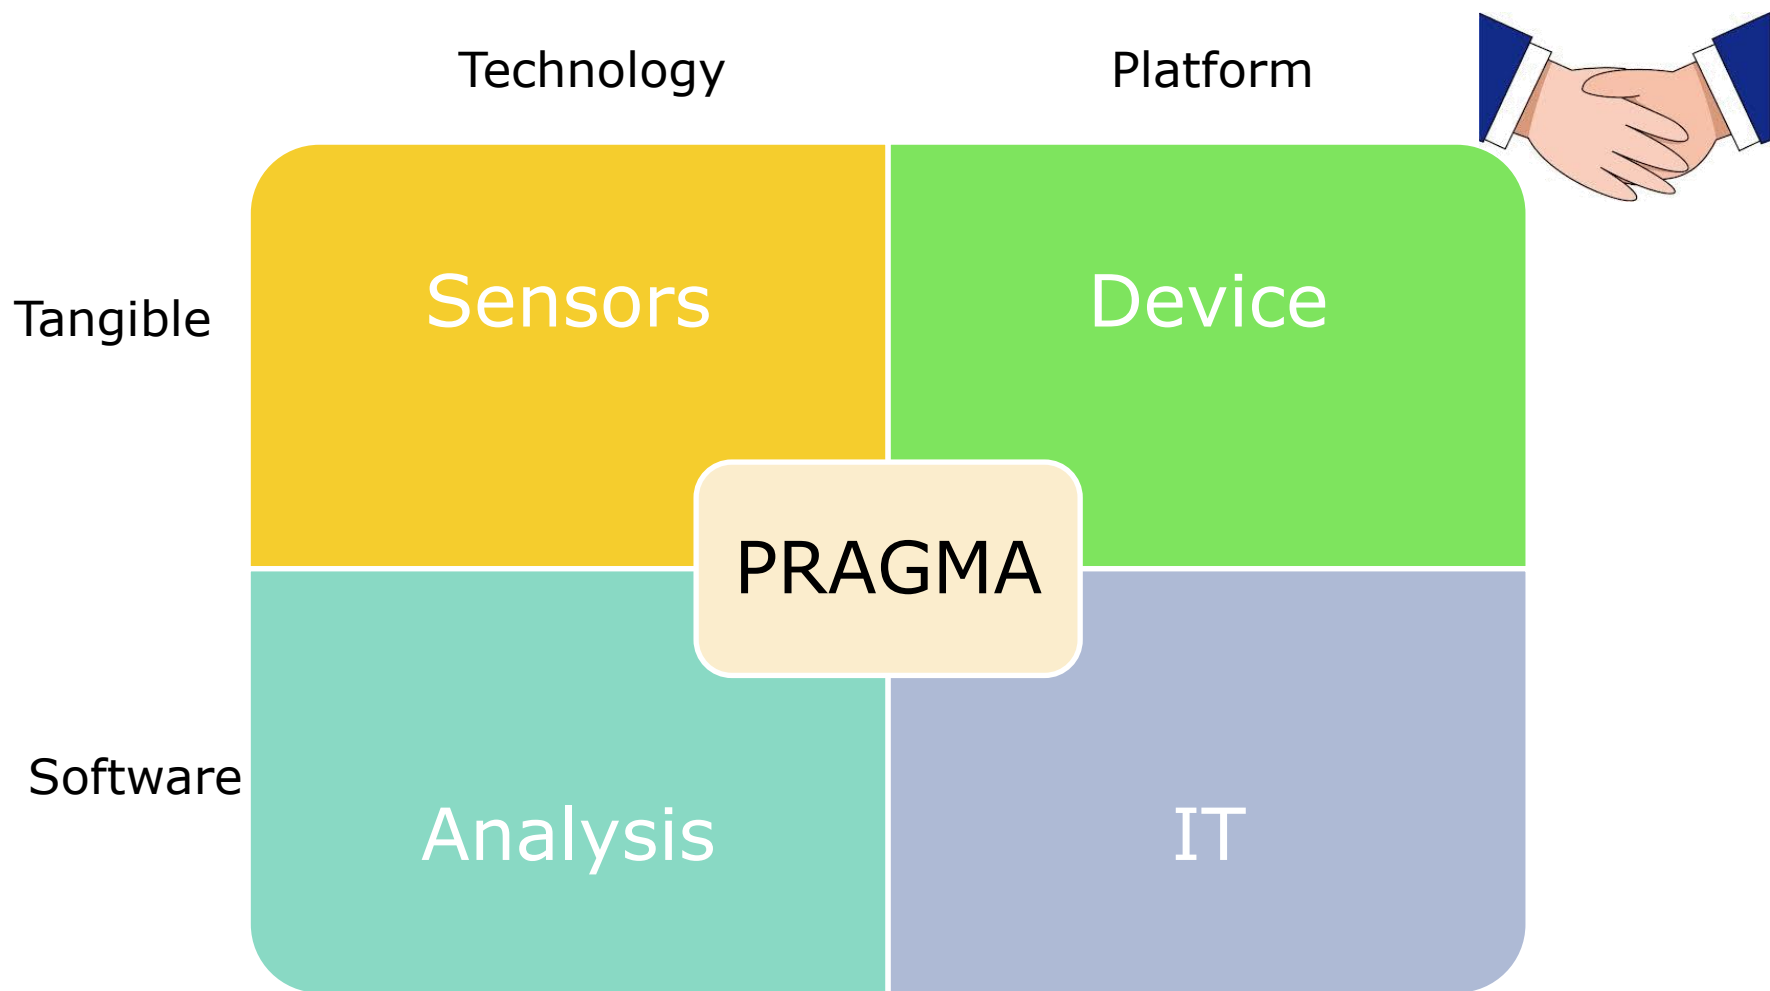 Technology
Platform
Tangible
Sensors
Device
PRAGMA
Software
Analysis
IT